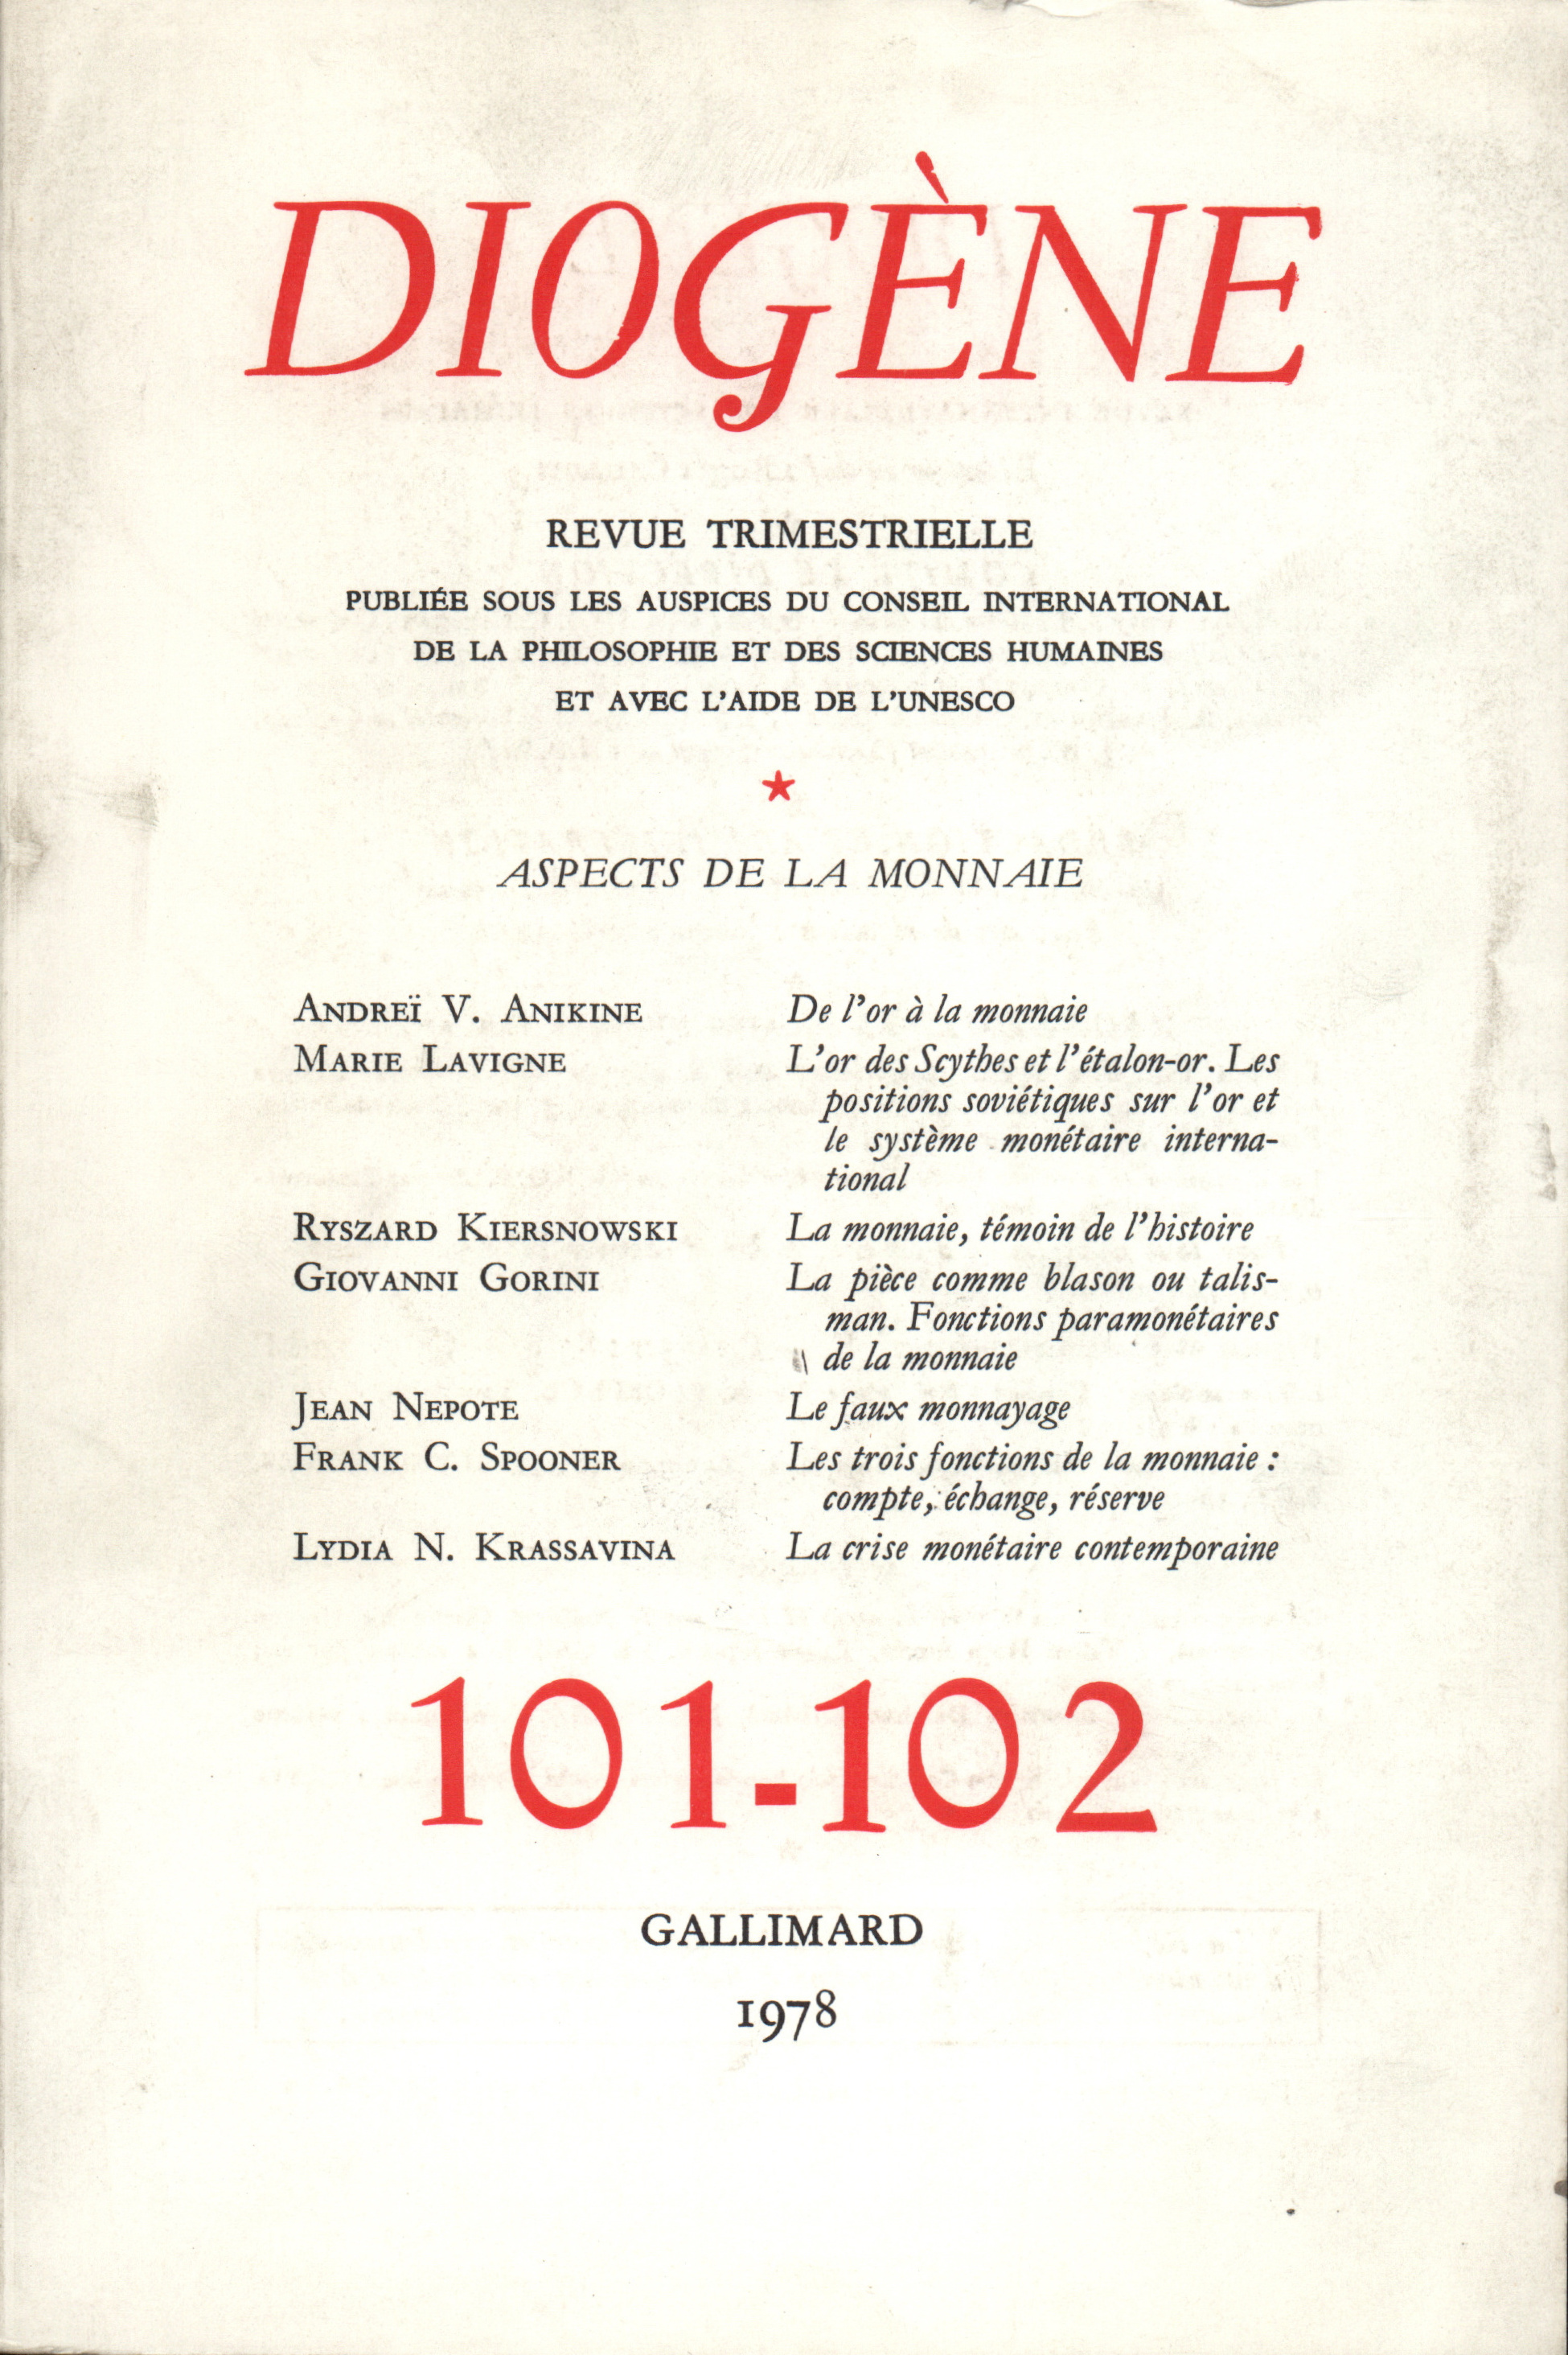 DIOGÈNE
REVUE TRIMESTRIELLE
PUBLIÉE SOUS LES AUSPICES DU CONSEIL INTERNATIONAL
DE LA PHILOSOPHIE ET DES SCIENCES HUMAINES
ET AVEC L'AIDE DE L'UNESCO
ASPECTS DE LA MONNAIE
ANDREÏ V. ANIKINE De l'or à la monnaie
MARIE LAVIGNE L'or des Scythes et l'étalon-or. Les
positions soviétiques sur l'or et
le système monétaire interna-
tional
RYSZARD KIERSNOWSKI La monnaie, témoin de l'histoire
GIOVANNI GORINI La pièce comme blason ou talis-
man. Fonctions paramonétaires
de la monnaie
JEAN NEPOTE Le faux monnayage
FRANK C. SPOONER Les trois fonctions de la monnaie :
compte, échange, réserve
LYDIA N. KRASSAVINA La crise monétaire contemporaine
101-102
GALLIMARD
1978